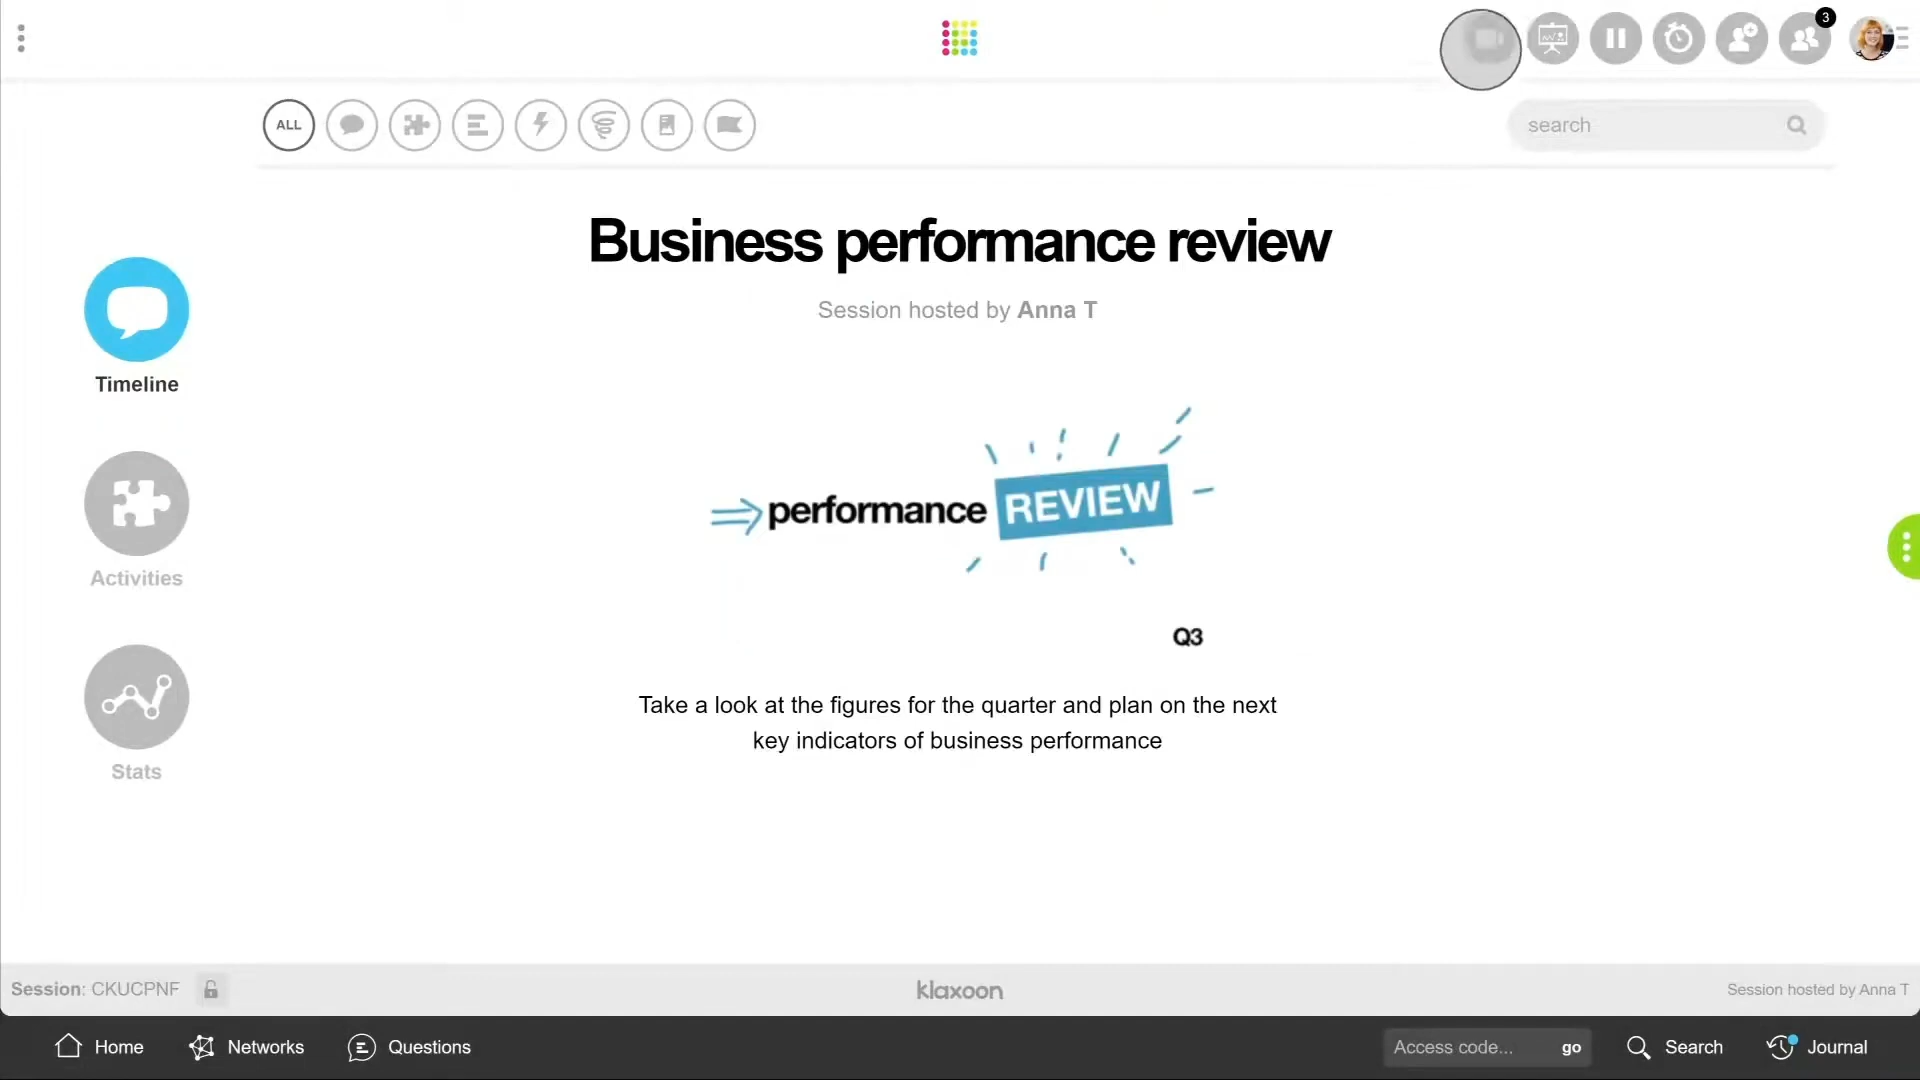 3
ALL
search
Business performance review
Session hosted by Anna T
Timeline
performance REVIEW
Activities
Q3
Take a look at the figures for the quarter and plan on the next
key indicators of business performance
Stats
Session: CKUCPNF
klaxoon
Session hosted by Anna T
Home
Networks
Questions
Access code...
go
Search
Journal